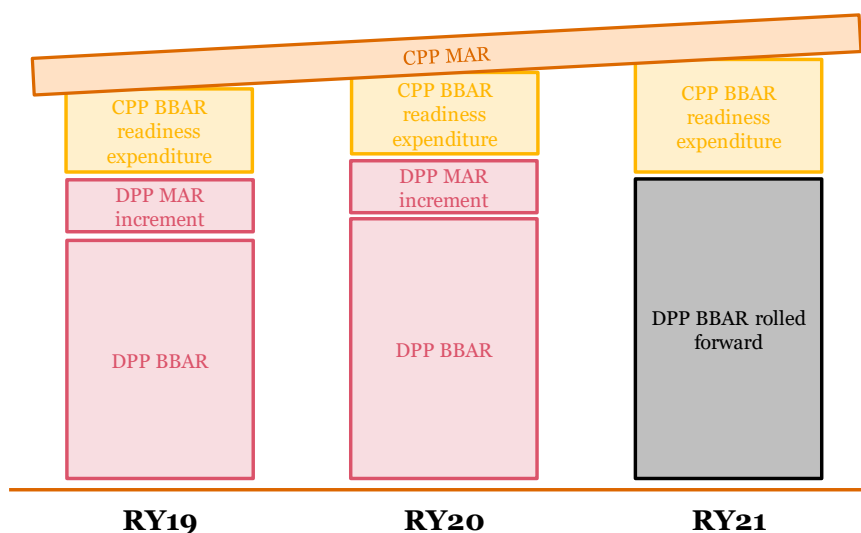 CPP MAR
CPP BBAR
readiness
expenditure
CPP BBAR
readiness
expenditure
CPP BBAR
readiness
expenditure
DPP MAR
increment
DPP MAR
increment
DPP BBAR
DPP BBAR
DPP BBAR rolled
forward
RY19
RY20
RY21